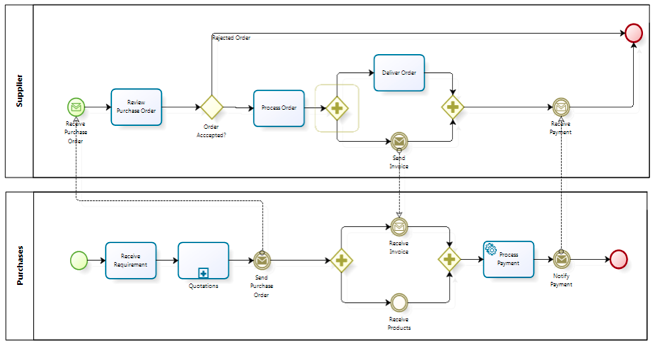 Supplier
Rejected Order
Deliver Order
Review
Purchase Order
Process Order
Receive
Purchase
Order
Order
Acccepted?
Send
Invoice
Receive
Payment
Purchases
Receive
Requirement
Quotations
Send
Purchase
Order
Receive
Invoice
Process
Payment
Notify
Payment
Receive
Products